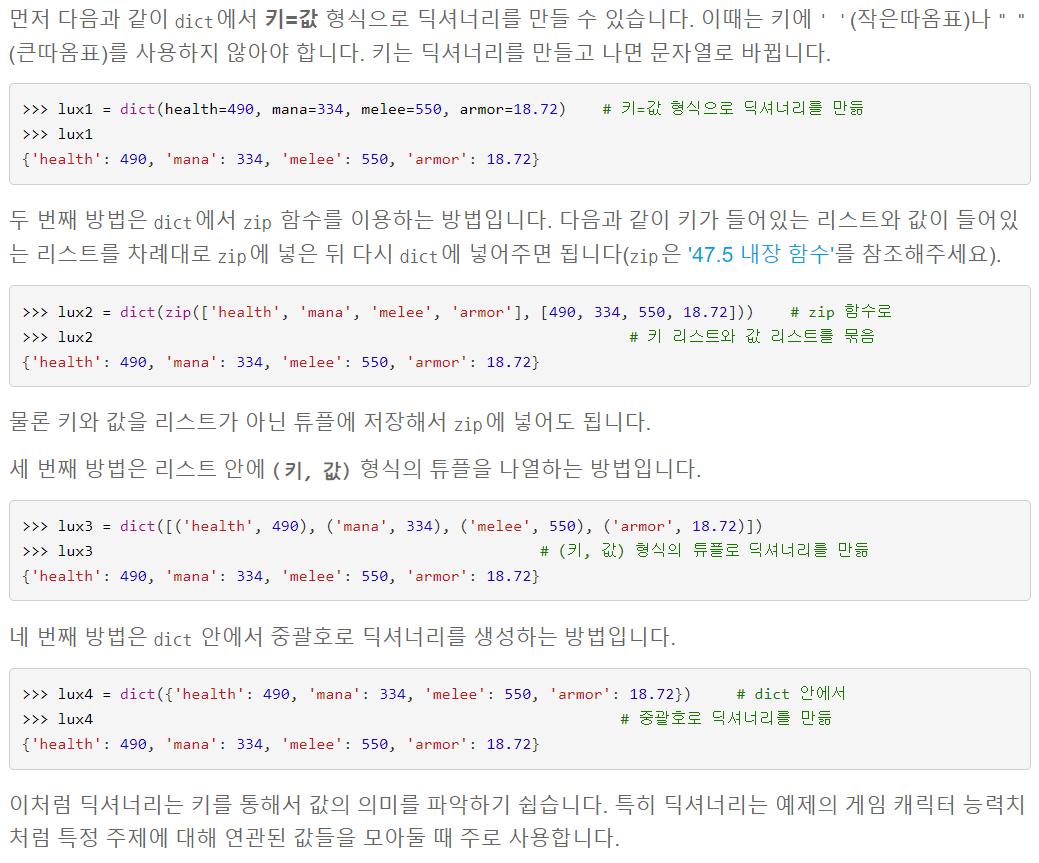 먼저 다음과 같이 dict에서 키=값 형식으로 딕셔너리를 만들 수 있습니다. 이때는 키에 ' '(작은따옴표)나 " "
(큰따옴표)를 사용하지 않아야 합니다. 키는 딕셔너리를 만들고 나면 문자열로 바뀝니다.
>>> lux1 = dict(health=490, mana=334, melee=550, armor=18.72)    # 키=값 형식으로 딕셔너리를 만듦
>>> lux1
{'health': 490, 'mana': 334, 'melee': 550, 'armor': 18.72}
두 번째 방법은 dict에서 zip 함수를 이용하는 방법입니다. 다음과 같이 키가 들어있는 리스트와 값이 들어있
는 리스트를 차례대로 zip에 넣은 뒤 다시 dict에 넣어주면 됩니다(zip은 '47.5 내장 함수'를 참조해주세요).
>>> lux2 = dict(zip(['health', 'mana', 'melee', 'armor'], [490, 334, 550, 18.72]))    # zip 함수로
>>> lux2                                                            # 키 리스트와 값 리스트를 묶음
{'health': 490, 'mana': 334, 'melee': 550, 'armor': 18.72}
물론 키와 값을 리스트가 아닌 튜플에 저장해서 zip에 넣어도 됩니다.
세 번째 방법은 리스트 안에 (키, 값) 형식의 튜플을 나열하는 방법입니다.
>>> lux3 = dict([('health', 490), ('mana', 334), ('melee', 550), ('armor', 18.72)])
>>> lux3                                                  # (키, 값) 형식의 튜플로 딕셔너리를 만듦
{'health': 490, 'mana': 334, 'melee': 550, 'armor': 18.72}
네 번째 방법은 dict 안에서 중괄호로 딕셔너리를 생성하는 방법입니다.
>>> lux4 = dict({'health': 490, 'mana': 334, 'melee': 550, 'armor': 18.72})     # dict 안에서
>>> lux4                                                           # 중괄호로 딕셔너리를 만듦
{'health': 490, 'mana': 334, 'melee': 550, 'armor': 18.72}
이처럼 딕셔너리는 키를 통해서 값의 의미를 파악하기 쉽습니다. 특히 딕셔너리는 예제의 게임 캐릭터 능력치
처럼 특정 주제에 대해 연관된 값들을 모아둘 때 주로 사용합니다.